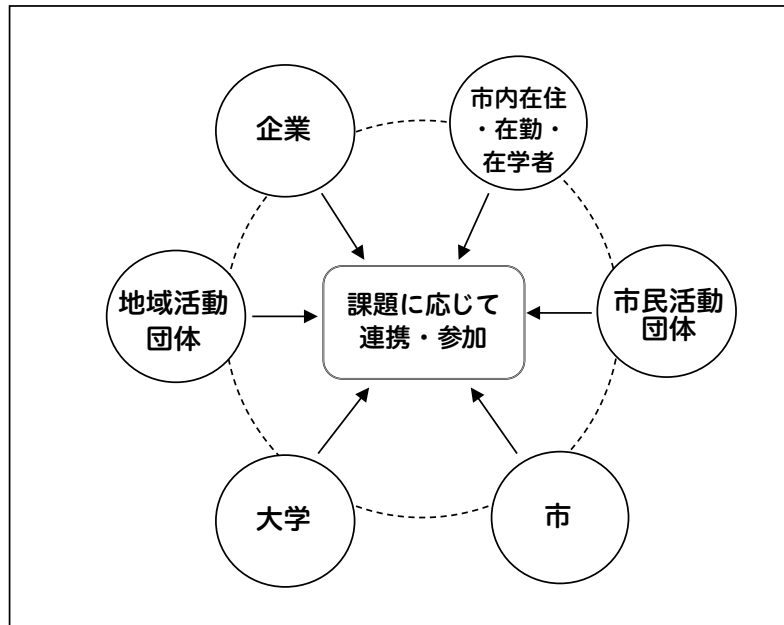 企業
市内在住
・在勤・
在学者
地域活動
団体
課題に応じて
連携・参加
市民活動
団体
大学
市